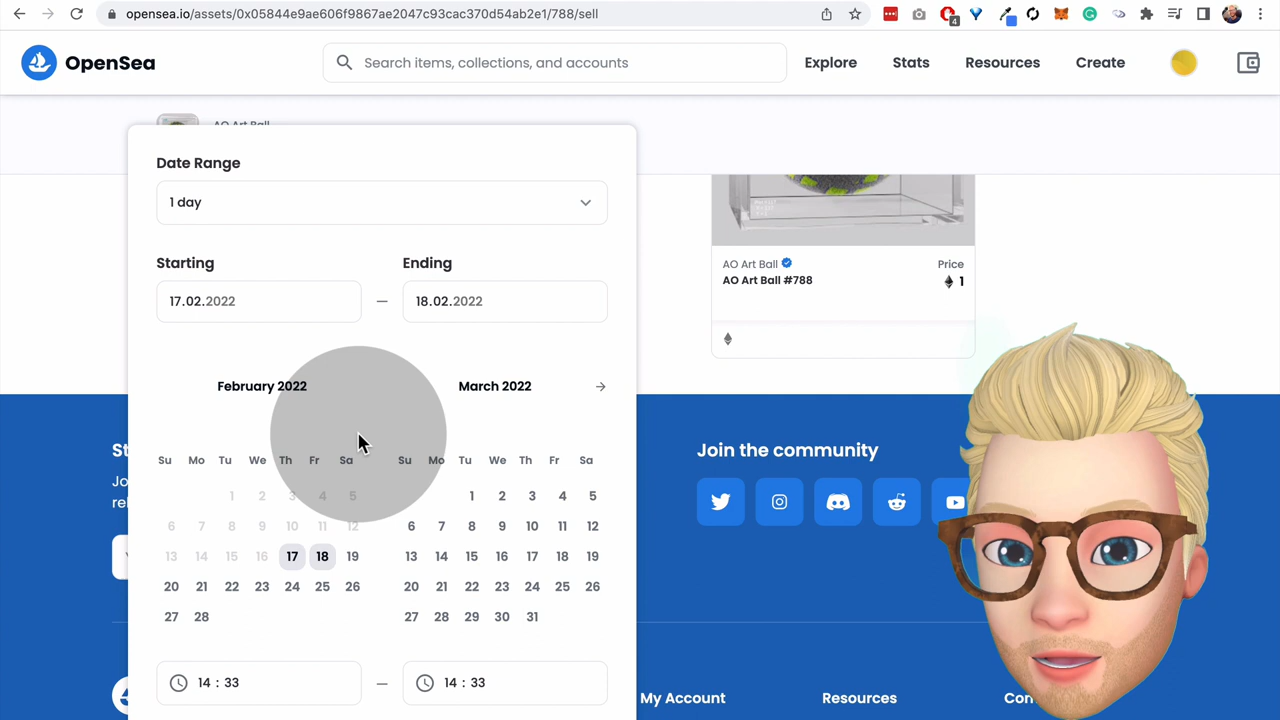 opensea.io/assets/0x05844e9ae606f9867ae2047c93cac370d54ab2e1/788/sell
4
OpenSea
Search items, collections, and accounts
Explore
Stats
Resources
Create
AO Art Ball
Date Range
1 day
Starting
Ending
17.02.2022
—
18.02.2022
February 2022
March 2022
Su Mo Tu We Th Fr Sa
1 2 3 4 5
6 7 8 9 10 11 12
13 14 15 16 17 18 19
20 21 22 23 24 25 26
27 28
Su Mo Tu We Th Fr Sa
1 2 3 4 5
6 7 8 9 10 11 12
13 14 15 16 17 18 19
20 21 22 23 24 25 26
27 28 29 30 31
14 : 33
—
14 : 33
AO Art Ball
Price
AO Art Ball #788
1
Join the community
My Account
Resources